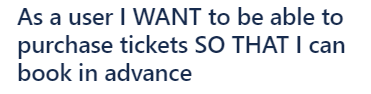 As a user I WANT to be able to
purchase tickets SO THAT I can
book in advance